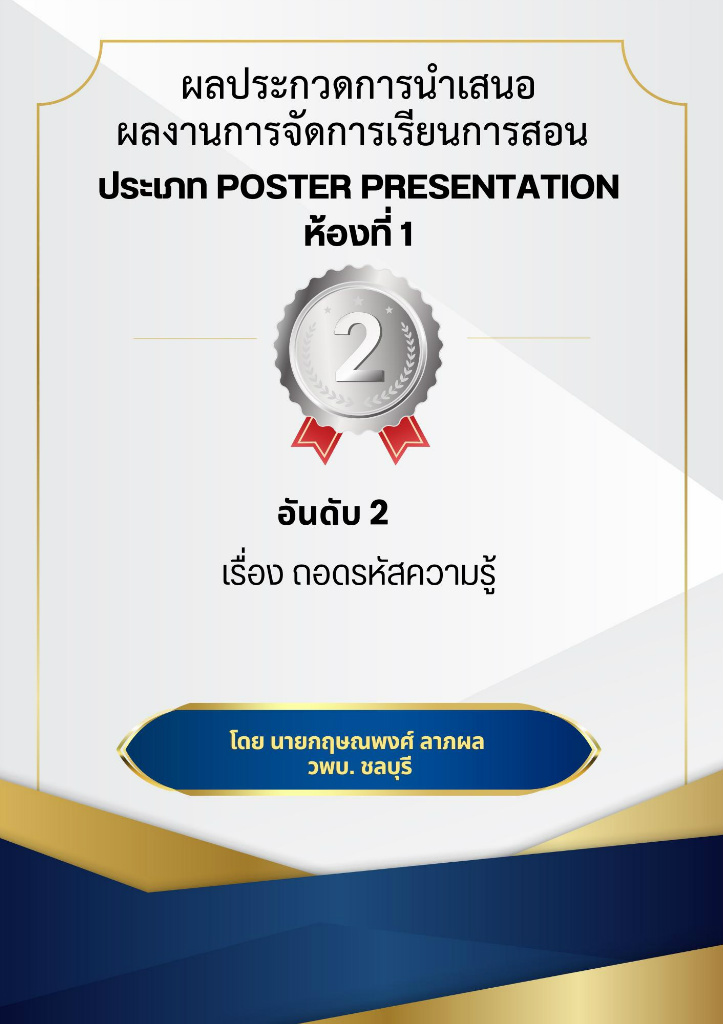 ผลประกวดการนำเสนอ
ผลงานการจัดการเรียนการสอน
ประเภท POSTER PRESENTATION
ห้องที่ 1
2
อันดับ 2
เรื่อง ถอดรหัสความรู้
โดย นายกฤษณพงศ์ ลาภผล
วพบ. ชลบุรี